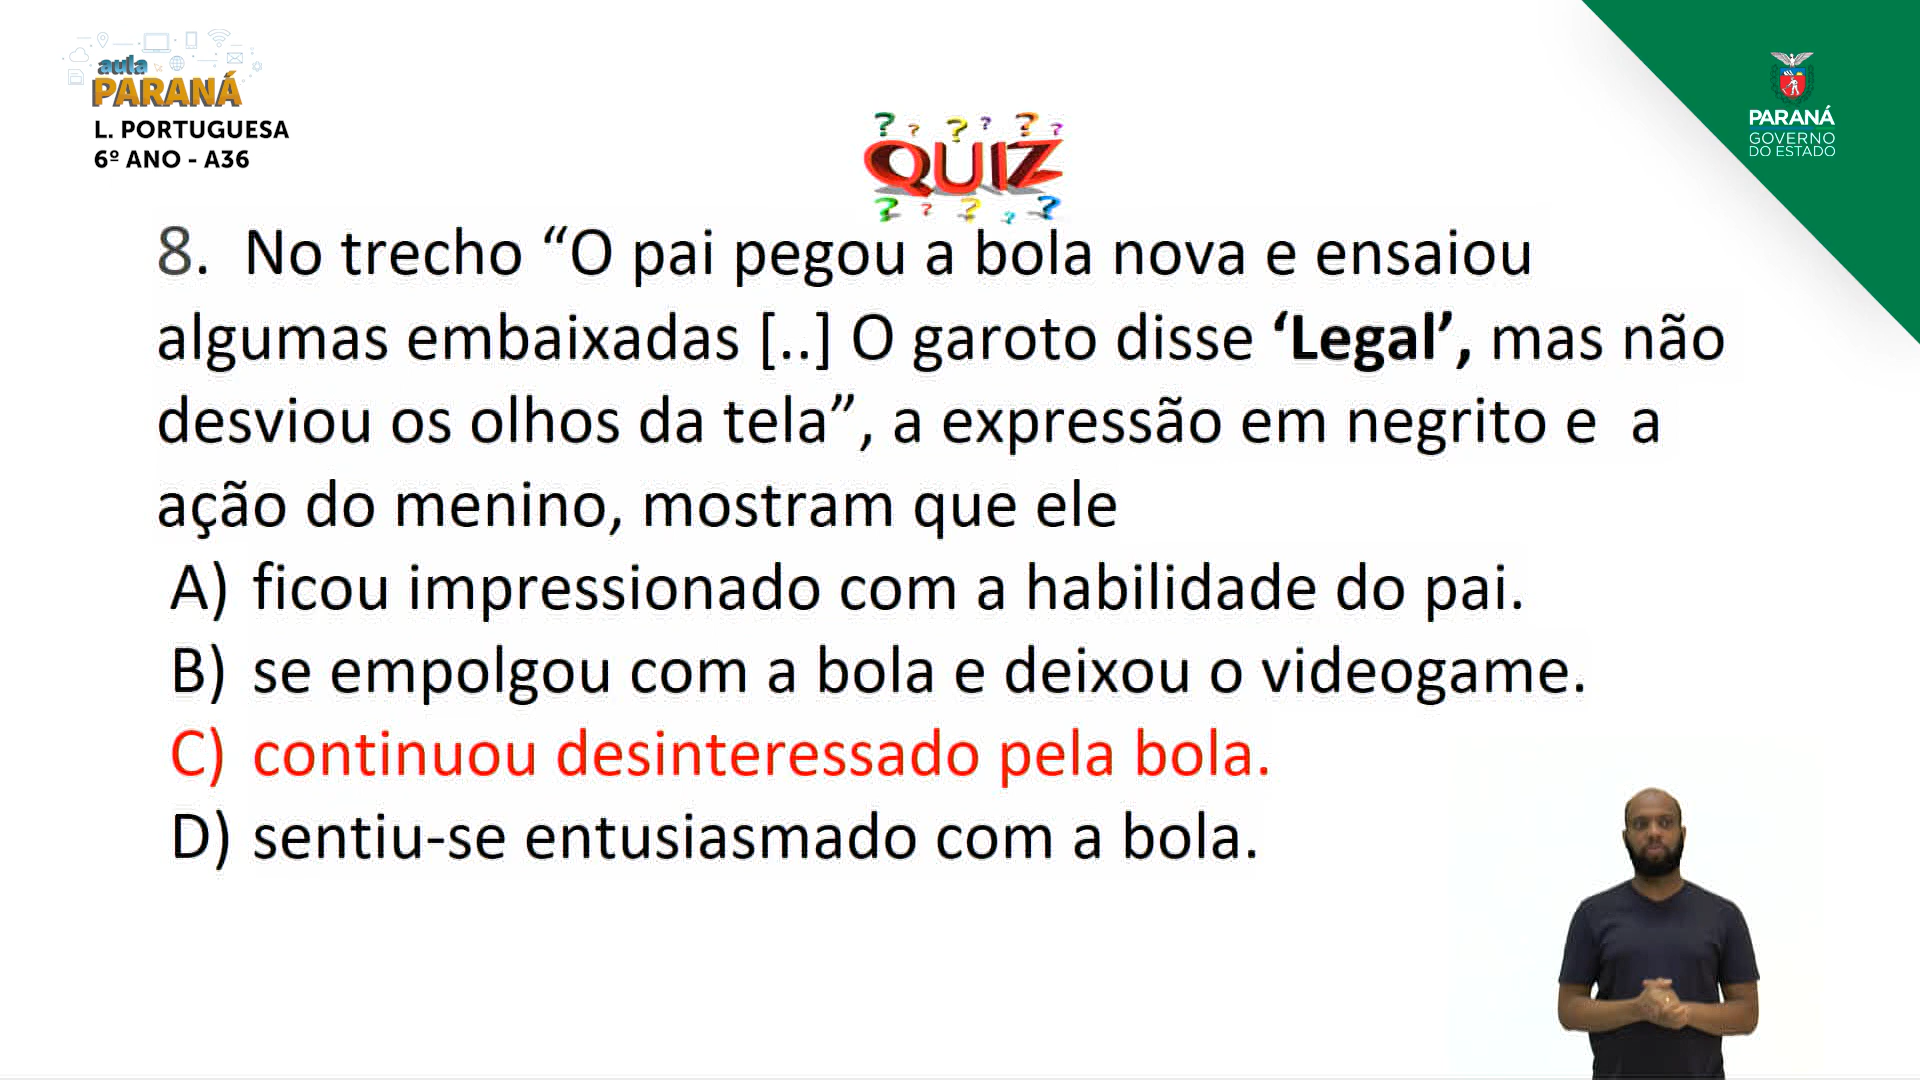 aula
PARANÁ
L. PORTUGUESA
6º ANO - A36
PARANÁ
GOVERNO
DO ESTADO
QUIZ
8. No trecho “O pai pegou a bola nova e ensaiou
algumas embaixadas [..] O garoto disse ‘Legal’, mas não
desviou os olhos da tela”, a expressão em negrito e a
ação do menino, mostram que ele
A) ficou impressionado com a habilidade do pai.
B) se empolgou com a bola e deixou o videogame.
C) continuou desinteressado pela bola.
D) sentiu-se entusiasmado com a bola.